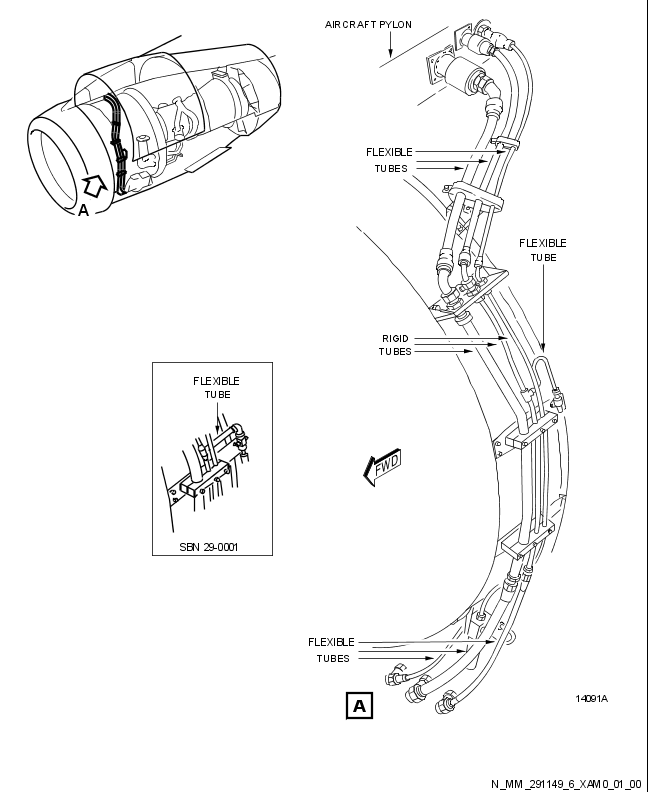 AIRCRAFT PYLON
A
FLEXIBLE
TUBES
FLEXIBLE
TUBE
RIGID
TUBES
FLEXIBLE
TUBE
FWD
SBN 29-0001
FLEXIBLE
TUBES
A
14091A
N_MM_291149_6_XAM0_01_00